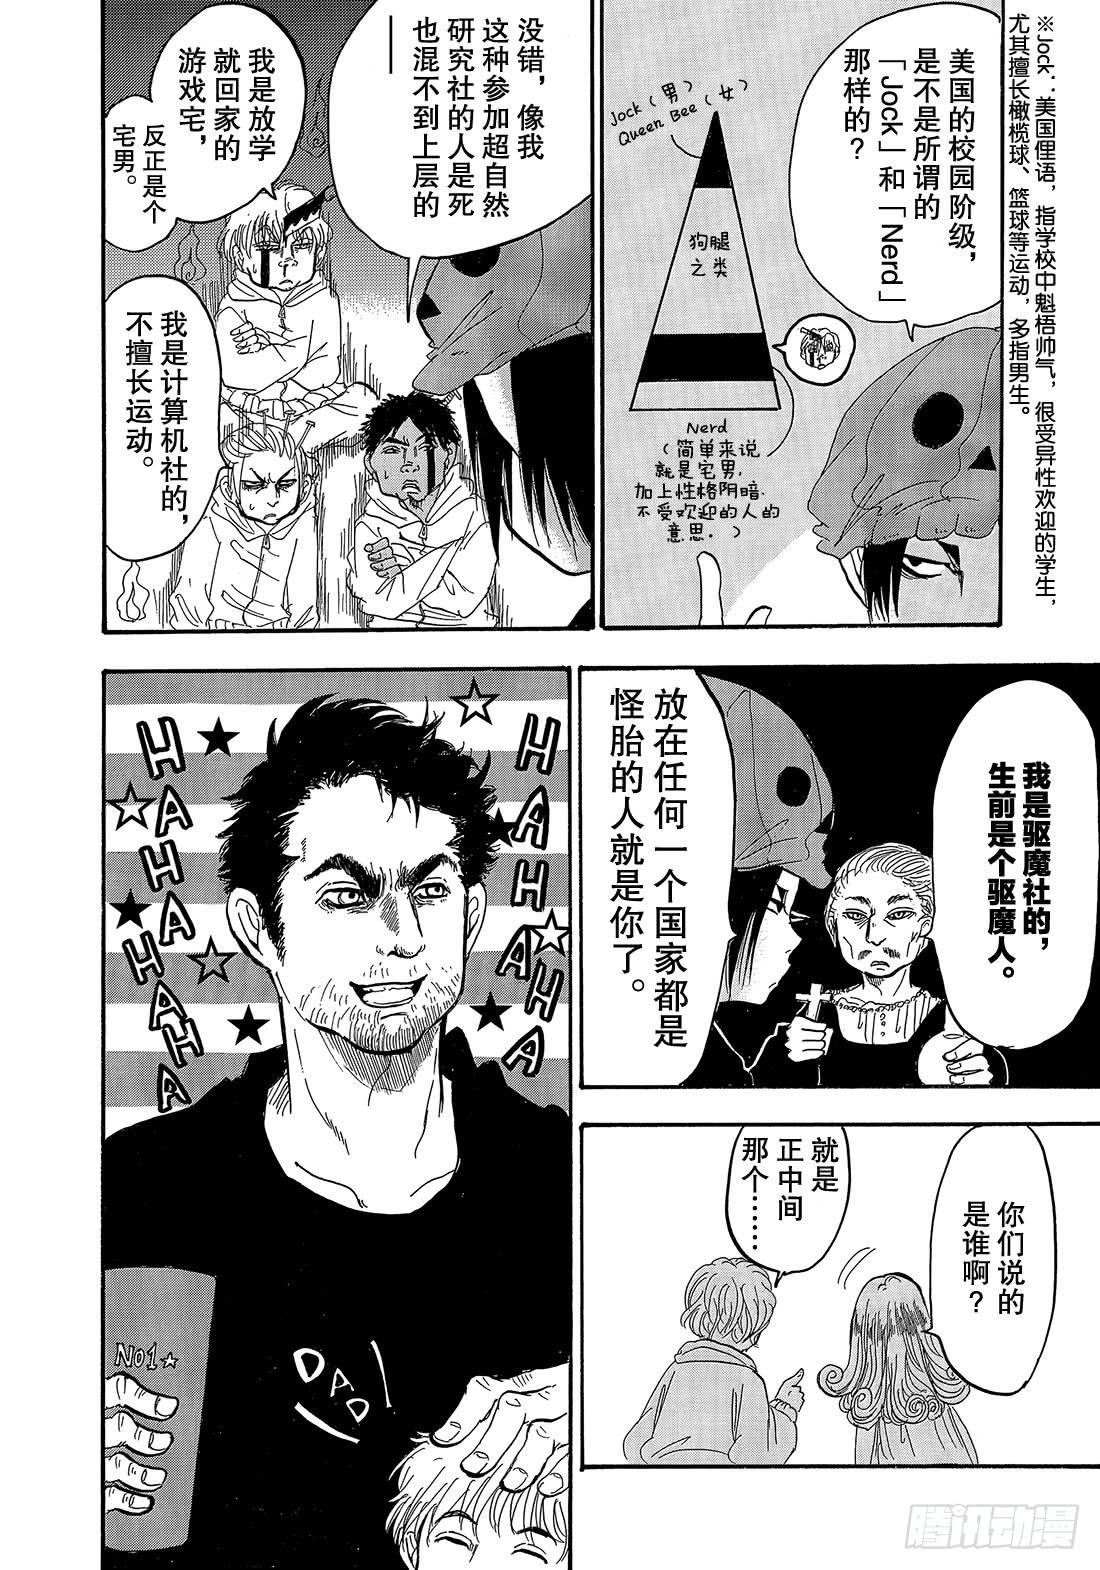 ※Jock：美国俚语，指学校中魁梧帅气，很受异性欢迎的学生，
尤其擅长橄榄球、篮球等运动，多指男生。
美国的校园阶级，
是不是所谓的
「Jock」和「Nerd」
那样的？
Jock（男）
Queen Bee（女）
狗腿
之类
Nerd
（简单来说
就是宅男，
加上性格阴暗．
不受欢迎的人的
意思．）
没错，像我
这种参加超自然
研究社的人是死
也混不到上层的
——
我是放学
就回家的
游戏宅，
反正是个
宅男。
我是计算机社的，
不擅长运动。
我是驱魔社的，
生前是个驱魔人。
放在任何一个国家都是
怪胎的人就是你了。
你们说的
是谁啊？
就是
正中间
那个……
HAHAHAHAHA
HAHAHAHA
No1☆
DAD
腾讯动漫